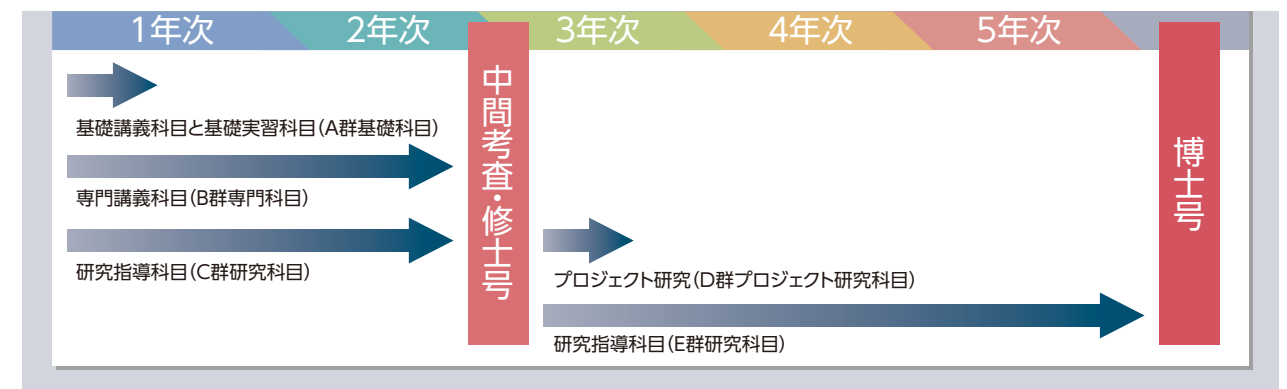 1年次 2年次 3年次 4年次 5年次
中間考査・修士号
博士号
基礎講義科目と基礎実習科目(A群基礎科目)
専門講義科目(B群専門科目)
研究指導科目(C群研究科目)
プロジェクト研究(D群プロジェクト研究科目)
研究指導科目(E群研究科目)